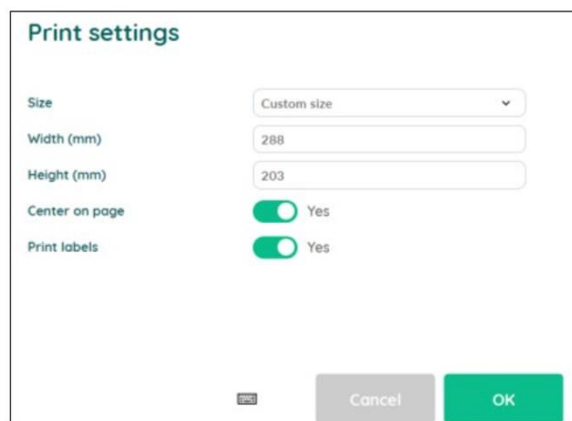 Print settings
Size Custom size
Width (mm) 288
Height (mm) 203
Center on page Yes
Print labels Yes
Cancel OK